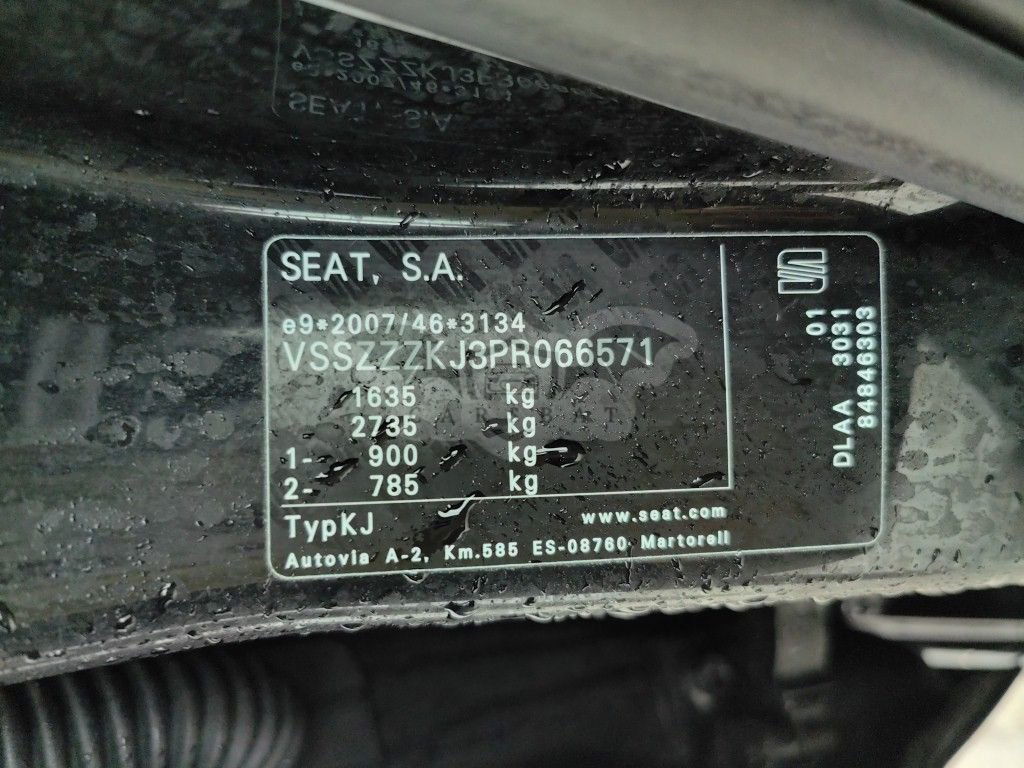 SEAT, S.A.
e9*2007/46*3134
VSSZZZKJ3PR066571
1635 kg
2735 kg
1- 900 kg
2- 785 kg
TypKJ www.seat.com
Autovia A-2, Km.585 ES-08760 Martorell
01
DLAA 3031
84846303